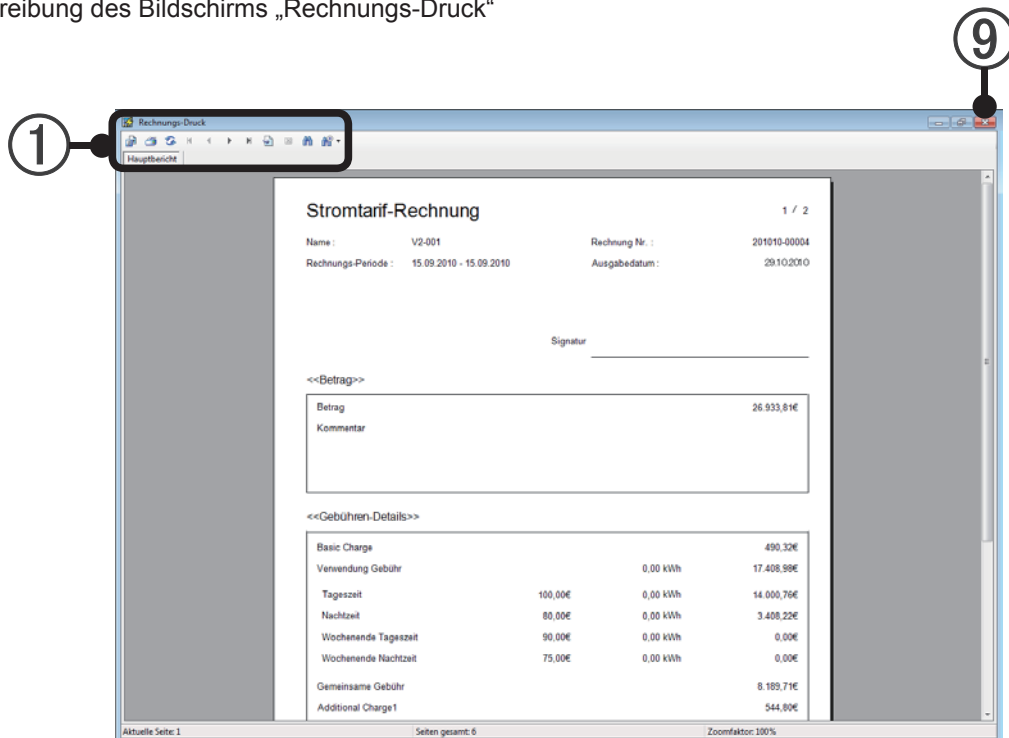 reibung des Bildschirms „Rechnungs-Druck“
9
1
Rechnungs-Druck
Hauptbericht
Stromtarif-Rechnung 1 / 2
Name : V2-001 Rechnung Nr. : 201010-00004
Rechnungs-Periode : 15.09.2010 - 15.09.2010 Ausgabedatum : 29.10.2010
Signatur
<<Betrag>>
Betrag 26.933,81€
Kommentar
<<Gebühren-Details>>
Basic Charge 490,32€
Verwendung Gebühr 0,00 kWh 17.408,98€
Tageszeit 100,00€ 0,00 kWh 14.000,76€
Nachtzeit 80,00€ 0,00 kWh 3.408,22€
Wochenende Tageszeit 90,00€ 0,00 kWh 0,00€
Wochenende Nachtzeit 75,00€ 0,00 kWh 0,00€
Gemeinsame Gebühr 8.189,71€
Additional Charge1 544,80€
Aktuelle Seite: 1 Seiten gesamt: 6 Zoomfaktor: 100%